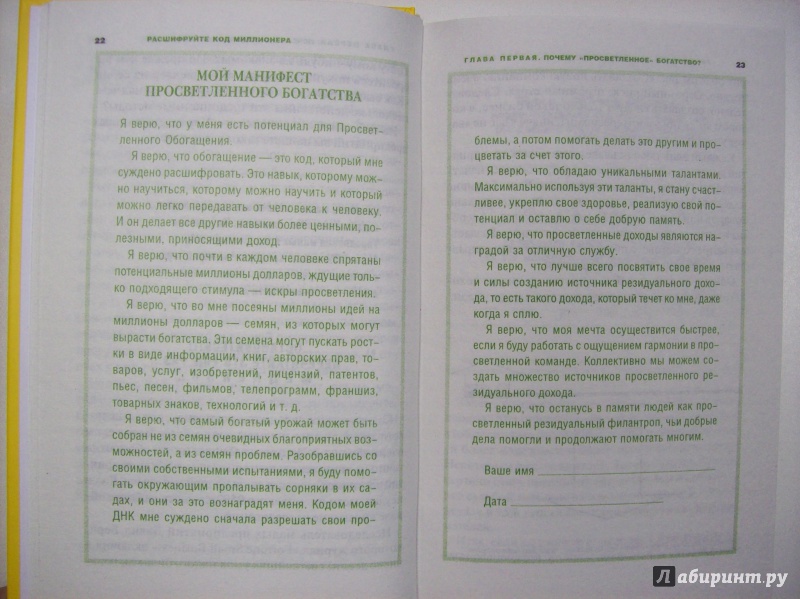 22
РАСШИФРУЙТЕ КОД МИЛЛИОНЕРА
МОЙ МАНИФЕСТ
ПРОСВЕТЛЕННОГО БОГАТСТВА
Я верю, что у меня есть потенциал для Просвет-
ленного Обогащения.
Я верю, что обогащение — это код, который мне
суждено расшифровать. Это навык, которому мож-
но научиться, которому можно научить и который
можно легко передавать от человека к человеку.
И он делает все другие навыки более ценными, по-
лезными, приносящими доход.
Я верю, что почти в каждом человеке спрятаны
потенциальные миллионы долларов, ждущие толь-
ко подходящего стимула — искры просветления.
Я верю, что во мне посеяны миллионы идей на
миллионы долларов — семян, из которых могут
вырасти богатства. Эти семена могут пускать рост-
ки в виде информации, книг, авторских прав, то-
варов, услуг, изобретений, лицензий, патентов,
пьес, песен, фильмов, телепрограмм, франшиз,
товарных знаков, технологий и т. д.
Я верю, что самый богатый урожай может быть
собран не из семян очевидных благоприятных воз-
можностей, а из семян проблем. Разобравшись со
своими собственными испытаниями, я буду помо-
гать окружающим пропалывать сорняки в их са-
дах, и они за это вознаградят меня. Кодом моей
ДНК мне суждено сначала разрешать свои про-
ГЛАВА ПЕРВАЯ. ПОЧЕМУ «ПРОСВЕТЛЕННОЕ» БОГАТСТВО?
23
блемы, а потом помогать делать это другим и про-
цветать за счет этого.
Я верю, что обладаю уникальными талантами.
Максимально используя эти таланты, я стану счаст-
ливее, укреплю свое здоровье, реализую свой по-
тенциал и оставлю о себе добрую память.
Я верю, что просветленные доходы являются на-
градой за отличную службу.
Я верю, что лучше всего посвятить свое время
и силы созданию источника резидуального дохо-
да, то есть такого дохода, который течет ко мне, даже
когда я сплю.
Я верю, что моя мечта осуществится быстрее,
если я буду работать с ощущением гармонии в про-
светленной команде. Коллективно мы можем со-
здать множество источников просветленного ре-
зидуального дохода.
Я верю, что останусь в памяти людей как про-
светленный резидуальный филантроп, чьи добрые
дела помогли и продолжают помогать многим.
Ваше имя
Дата
Лабиринт.ру